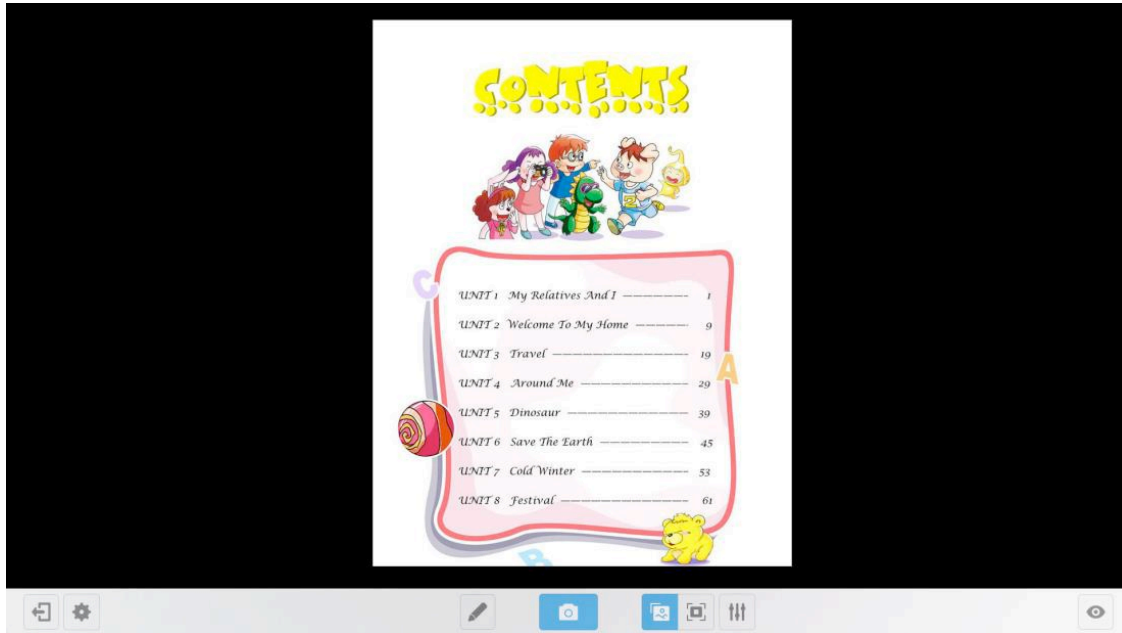 CONTENTS
UNIT 1 My Relatives And I ------- 1
UNIT 2 Welcome To My Home ----- 9
UNIT 3 Travel ------------- 19
UNIT 4 Around Me ---------- 29
UNIT 5 Dinosaur ----------- 39
UNIT 6 Save The Earth -------- 45
UNIT 7 Cold Winter ---------- 53
UNIT 8 Festival ------------ 61
C
A
B
2